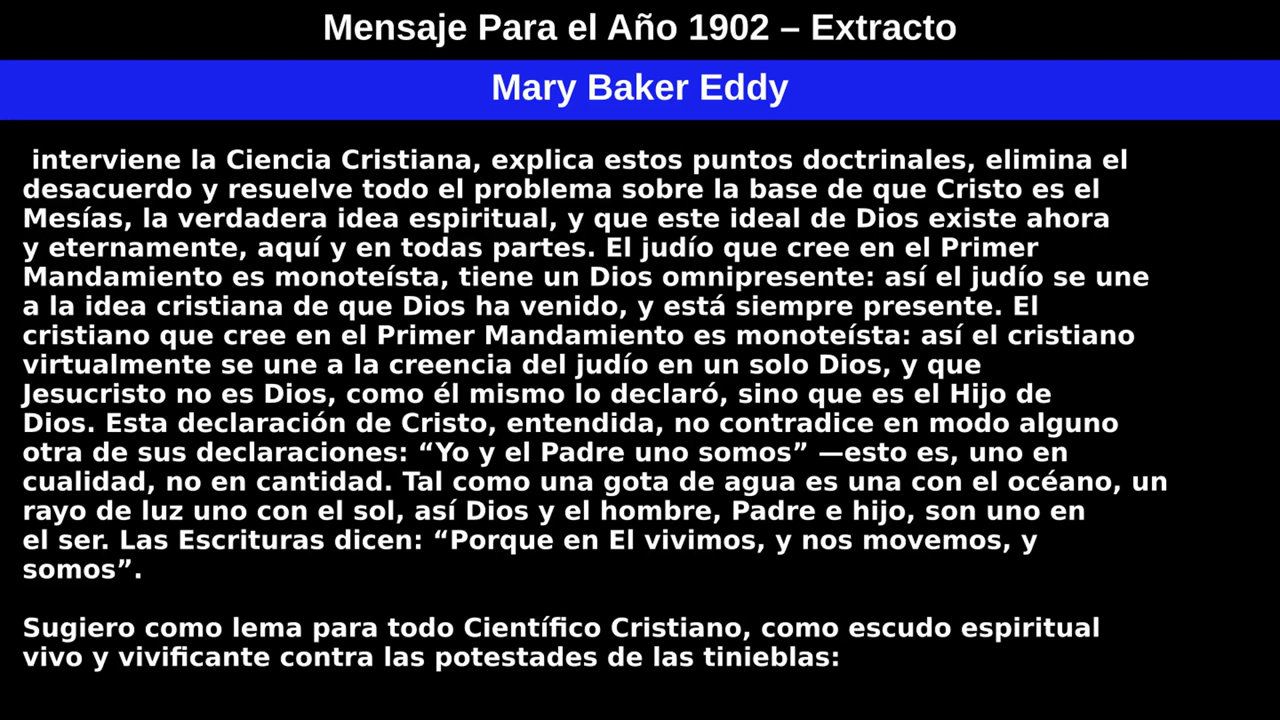 Mensaje Para el Año 1902 – Extracto
Mary Baker Eddy
interviene la Ciencia Cristiana, explica estos puntos doctrinales, elimina el
desacuerdo y resuelve todo el problema sobre la base de que Cristo es el
Mesías, la verdadera idea espiritual, y que este ideal de Dios existe ahora
y eternamente, aquí y en todas partes. El judío que cree en el Primer
Mandamiento es monoteísta, tiene un Dios omnipresente: así el judío se une
a la idea cristiana de que Dios ha venido, y está siempre presente. El
cristiano que cree en el Primer Mandamiento es monoteísta: así el cristiano
virtualmente se une a la creencia del judío en un solo Dios, y que
Jesucristo no es Dios, como él mismo lo declaró, sino que es el Hijo de
Dios. Esta declaración de Cristo, entendida, no contradice en modo alguno
otra de sus declaraciones: “Yo y el Padre uno somos” —esto es, uno en
cualidad, no en cantidad. Tal como una gota de agua es una con el océano, un
rayo de luz uno con el sol, así Dios y el hombre, Padre e hijo, son uno en
el ser. Las Escrituras dicen: “Porque en El vivimos, y nos movemos, y
somos”.
Sugiero como lema para todo Científico Cristiano, como escudo espiritual
vivo y vivificante contra las potestades de las tinieblas: